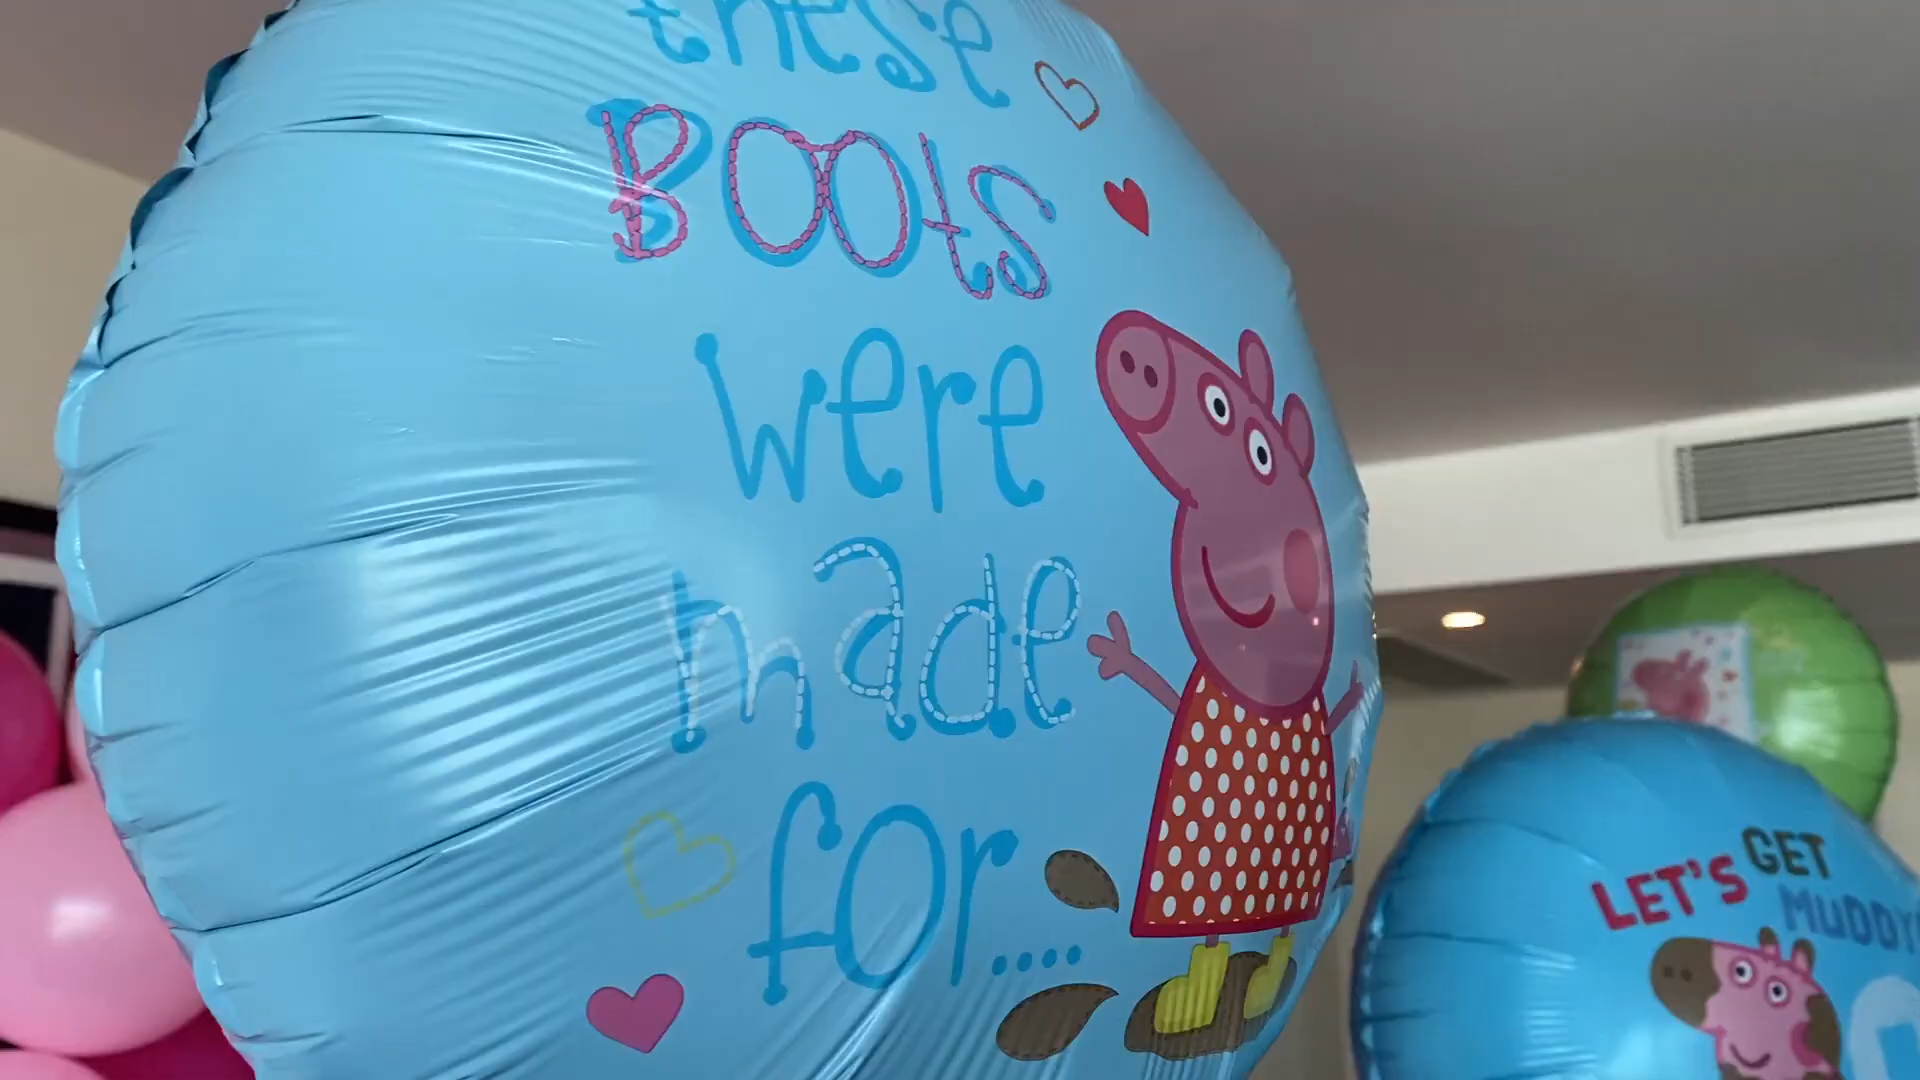 these
Boots
were
made
for....
LET'S GET
MUDDY